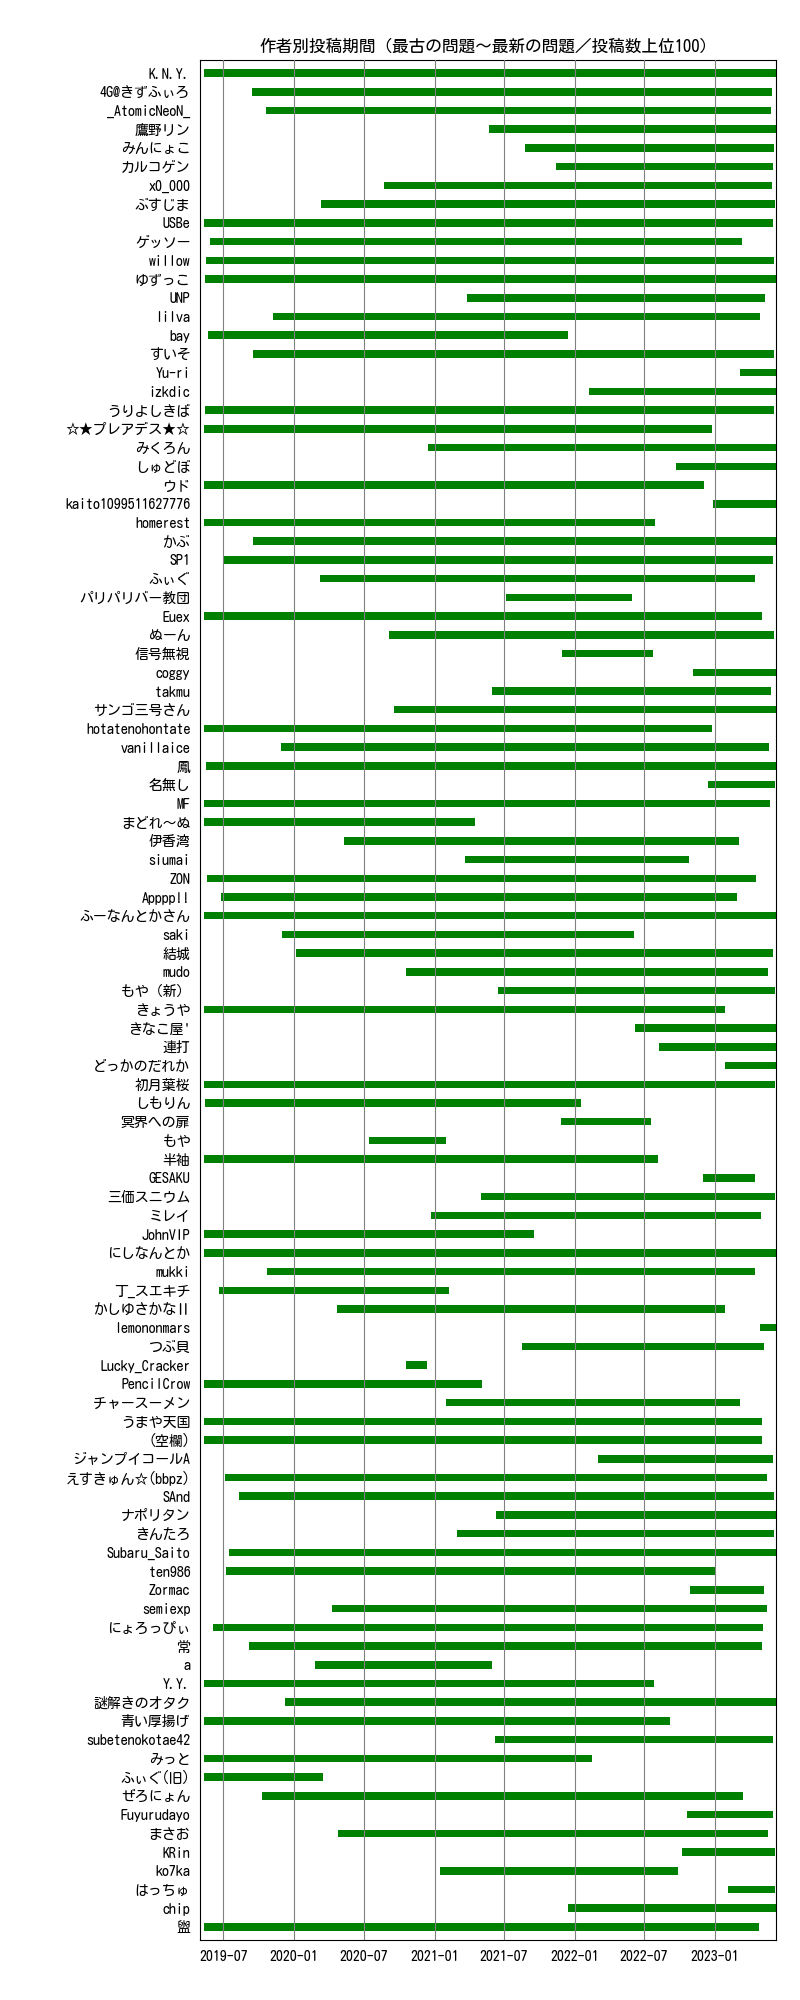 作者別投稿期間（最古の問題～最新の問題／投稿数上位100）
K.N.Y.
4G@きずふぃろ
_AtomicNeoN_
鷹野リン
みんにょこ
カルコゲン
x0_000
ぶすじま
USBe
ゲッソー
willow
ゆずっこ
UNP
lilva
bay
すいそ
Yu-ri
izkdic
うりよしきば
☆★プレアデス★☆
みくろん
しゅどぼ
ウド
kaito1099511627776
homerest
かぶ
SP1
ふぃぐ
パリパリバー教団
Euex
ぬーん
信号無視
coggy
takmu
サンゴ三号さん
hotatenohontate
vanillaice
鳳
名無し
MF
まどれ～ぬ
伊香湾
siumai
ZON
Appppll
ふーなんとかさん
saki
結城
mudo
もや（新）
きょうや
きなこ屋'
連打
どっかのだれか
初月葉桜
しもりん
冥界への扉
もや
半袖
GESAKU
三価スニウム
ミレイ
JohnVIP
にしなんとか
mukki
丁_スエキチ
かしゆさかなII
lemononmars
つぶ貝
Lucky_Cracker
PencilCrow
チャースーメン
うまや天国
(空欄)
ジャンプイコールA
えすきゅん☆(bbpz)
SAnd
ナポリタン
きんたろ
Subaru_Saito
ten986
Zormac
semiexp
にょろっぴぃ
常
a
Y.Y.
謎解きのオタク
青い厚揚げ
subetenokotae42
みっと
ふぃぐ(旧)
ぜろにょん
Fuyurudayo
まさお
KRin
ko7ka
はっちゅ
chip
2019-07 2020-01 2020-07 2021-01 2021-07 2022-01 2022-07 2023-01